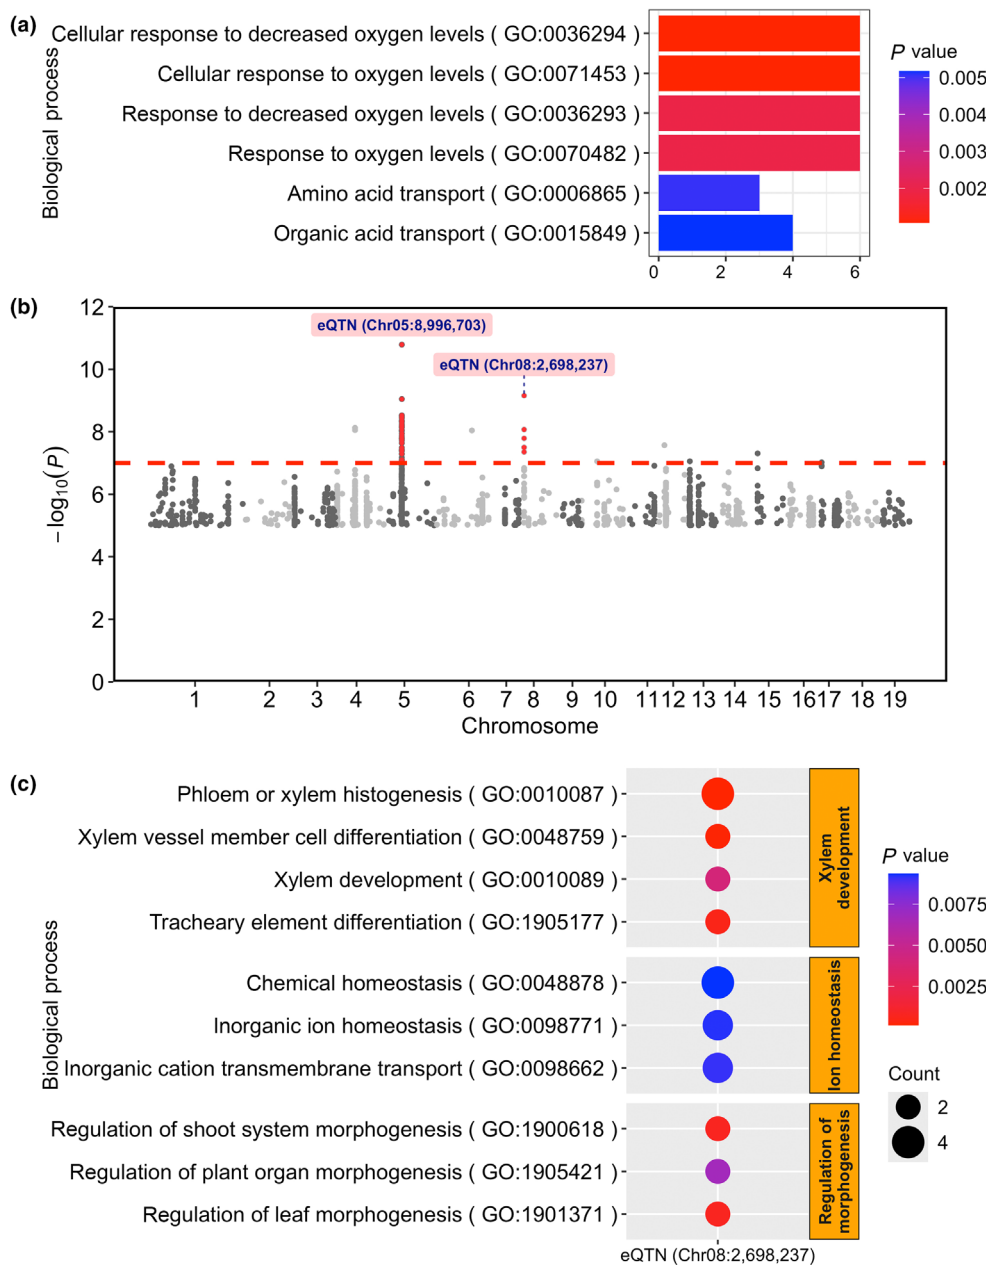 (a)
Biological process
Cellular response to decreased oxygen levels ( GO:0036294 )
Cellular response to oxygen levels ( GO:0071453 )
Response to decreased oxygen levels ( GO:0036293 )
Response to oxygen levels ( GO:0070482 )
Amino acid transport ( GO:0006865 )
Organic acid transport ( GO:0015849 )
0 2 4 6
P value
0.005
0.004
0.003
0.002
(b)
−log10(P)
12
10
8
6
4
2
0
eQTN (Chr05:8,996,703)
eQTN (Chr08:2,698,237)
1 2 3 4 5 6 7 8 9 10 11 12 13 14 15 16 17 18 19
Chromosome
(c)
Biological process
Phloem or xylem histogenesis ( GO:0010087 )
Xylem vessel member cell differentiation ( GO:0048759 )
Xylem development ( GO:0010089 )
Tracheary element differentiation ( GO:1905177 )
Xylem
development
Chemical homeostasis ( GO:0048878 )
Inorganic ion homeostasis ( GO:0098771 )
Inorganic cation transmembrane transport ( GO:0098662 )
Ion homeostasis
Regulation of shoot system morphogenesis ( GO:1900618 )
Regulation of plant organ morphogenesis ( GO:1905421 )
Regulation of leaf morphogenesis ( GO:1901371 )
Regulation of
morphogenesis
eQTN (Chr08:2,698,237)
P value
0.0075
0.0050
0.0025
Count
2
4